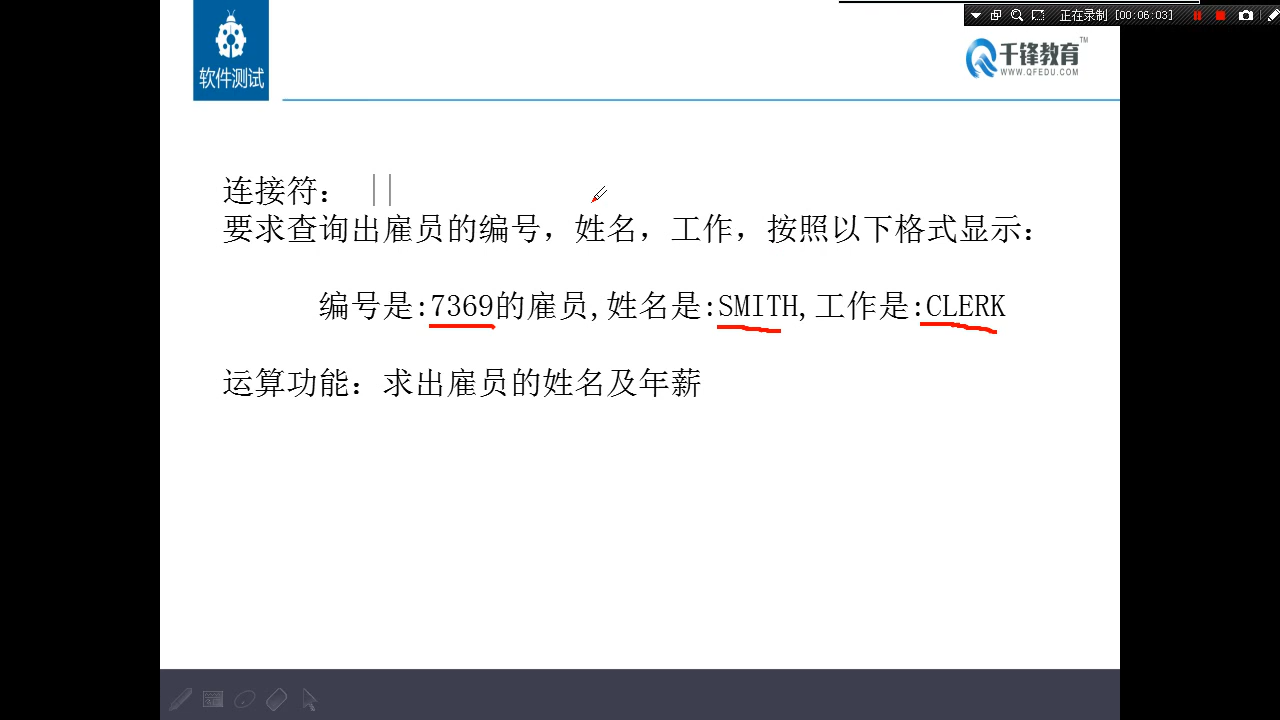 正在录制 [00:06:03]
软件测试
千锋教育TM
WWW.QFEDU.COM
连接符： ||
要求查询出雇员的编号，姓名，工作，按照以下格式显示：
编号是:7369的雇员,姓名是:SMITH,工作是:CLERK
运算功能：求出雇员的姓名及年薪